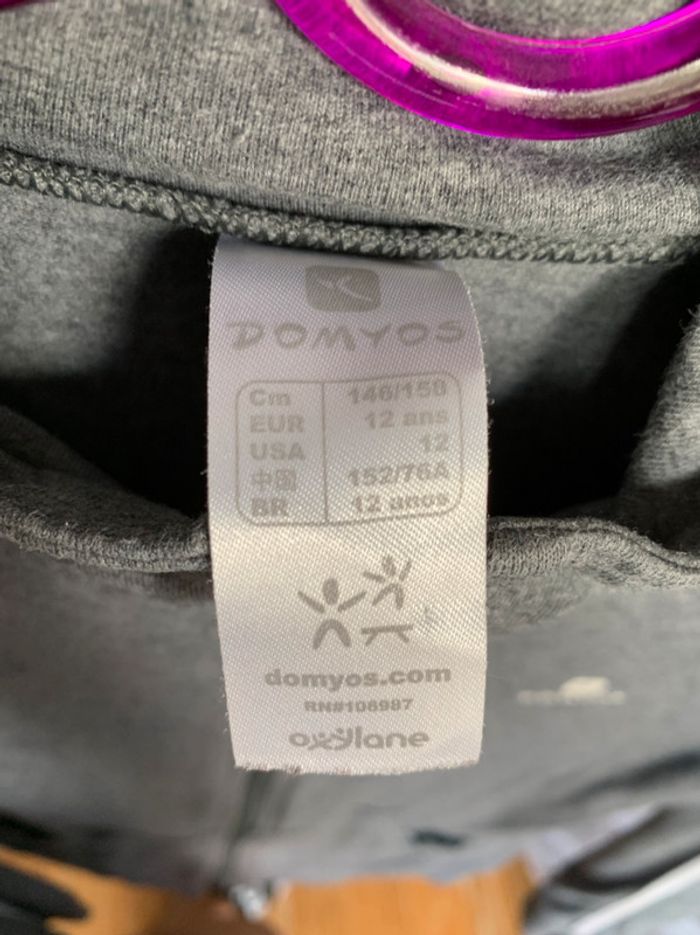 DOMYOS
Cm 146/150
EUR 12 ans
USA 12
中国 152/76A
BR 12 anos
domyos.com
RN#106987
oxylane